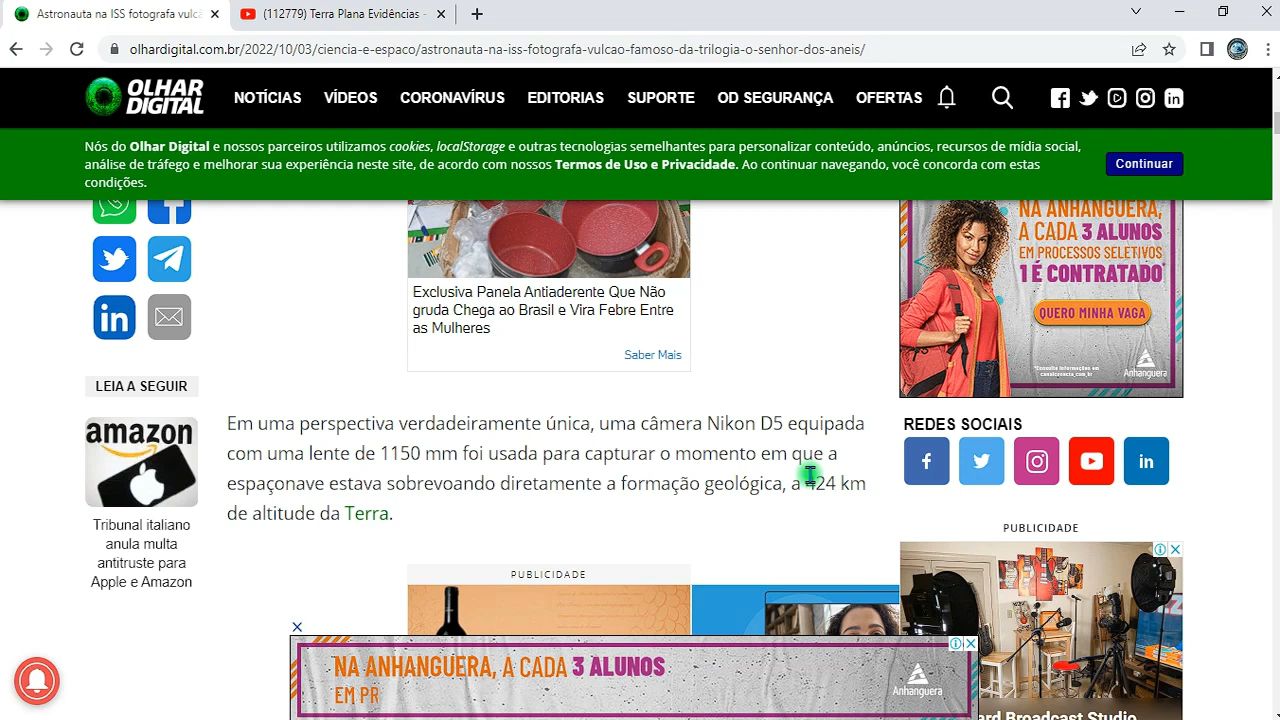 Astronauta na ISS fotografa vulcã
(112779) Terra Plana Evidências -
olhardigital.com.br/2022/10/03/ciencia-e-espaco/astronauta-na-iss-fotografa-vulcao-famoso-da-trilogia-o-senhor-dos-aneis/
OLHAR
DIGITAL
NOTÍCIAS VÍDEOS CORONAVÍRUS EDITORIAS SUPORTE OD SEGURANÇA OFERTAS
Nós do Olhar Digital e nossos parceiros utilizamos cookies, localStorage e outras tecnologias semelhantes para personalizar conteúdo, anúncios, recursos de mídia social,
análise de tráfego e melhorar sua experiência neste site, de acordo com nossos Termos de Uso e Privacidade. Ao continuar navegando, você concorda com estas
condições.
Continuar
Exclusiva Panela Antiaderente Que Não
gruda Chega ao Brasil e Vira Febre Entre
as Mulheres
Saber Mais
NA ANHANGUERA,
A CADA 3 ALUNOS
EM PROCESSOS SELETIVOS
1 É CONTRATADO*
QUERO MINHA VAGA
Anhanguera
LEIA A SEGUIR
amazon
Tribunal italiano
anula multa
antitruste para
Apple e Amazon
Em uma perspectiva verdadeiramente única, uma câmera Nikon D5 equipada
com uma lente de 1150 mm foi usada para capturar o momento em que a
espaçonave estava sobrevoando diretamente a formação geológica, a 424 km
de altitude da Terra.
REDES SOCIAIS
PUBLICIDADE
PUBLICIDADE
NA ANHANGUERA, A CADA 3 ALUNOS
EM PR
Anhanguera
ard Broadcast Studio